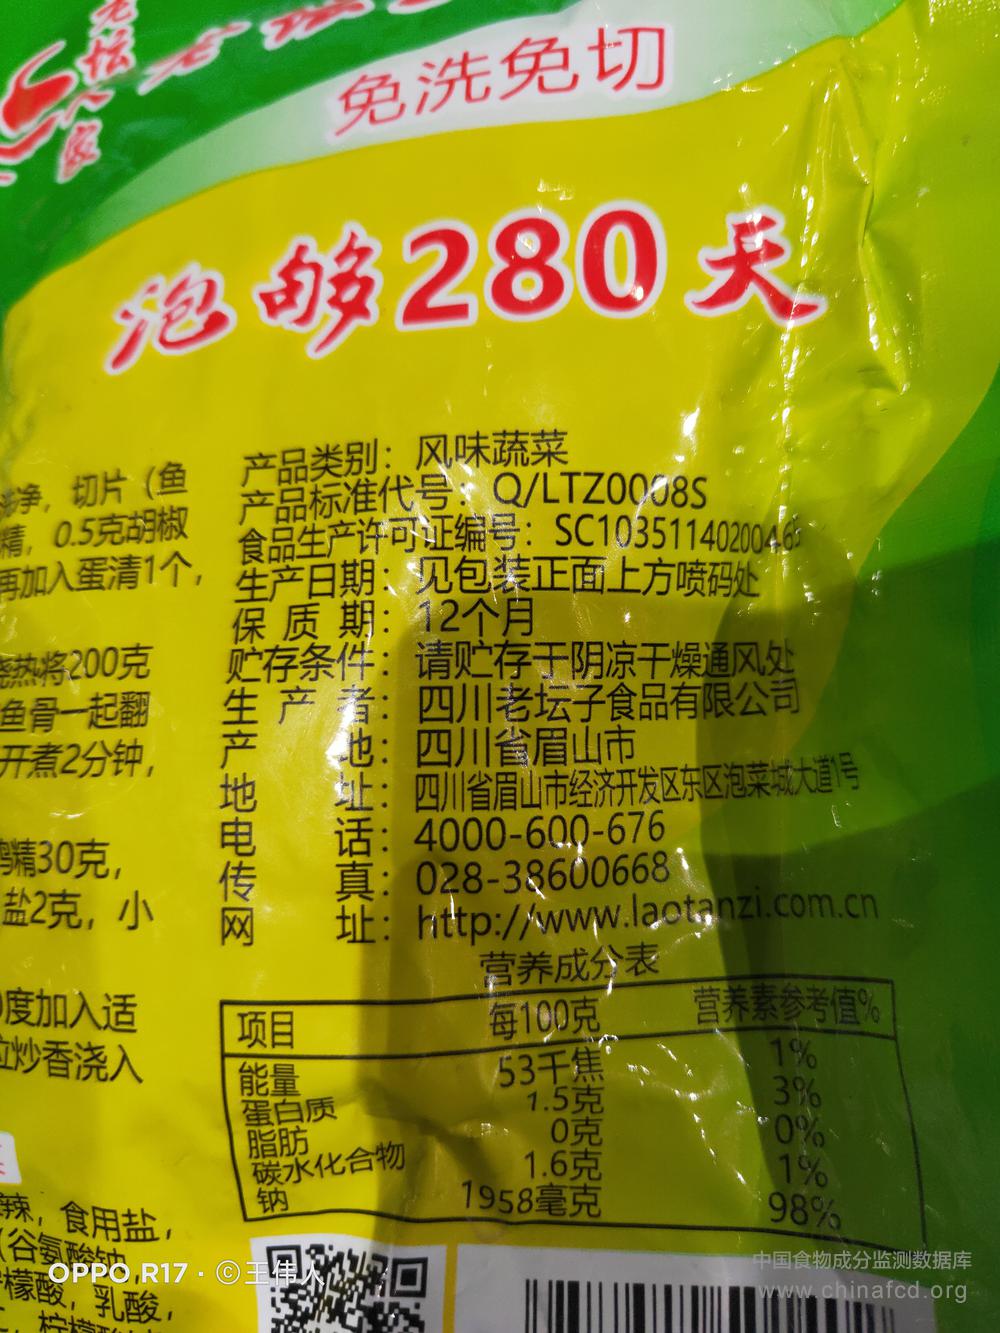 老坛人家
免洗免切
泡够280天
洗净，切片（鱼
精，0.5克胡椒
再加入蛋清1个，
烧热将200克
鱼骨一起翻
开煮2分钟，
鸡精30克，
盐2克，小
度加入适
粒炒香浇入
辣，食用盐，
（谷氨酸钠，
柠檬酸，乳酸，
产品类别：风味蔬菜
产品标准代号：Q/LTZ0008S
食品生产许可证编号：SC10351140200465
生产日期：见包装正面上方喷码处
保质期：12个月
贮存条件：请贮存于阴凉干燥通风处
生产者：四川老坛子食品有限公司
产地：四川省眉山市
地址：四川省眉山市经济开发区东区泡菜城大道1号
电话：4000-600-676
传真：028-38600668
网址：http://www.laotanzi.com.cn
营养成分表
项目 每100克 营养素参考值%
能量 53千焦 1%
蛋白质 1.5克 3%
脂肪 0克 0%
碳水化合物 1.6克 1%
钠 1958毫克 98%
OPPO R17·©王伟人
中国食物成分监测数据库
www.chinafcd.org